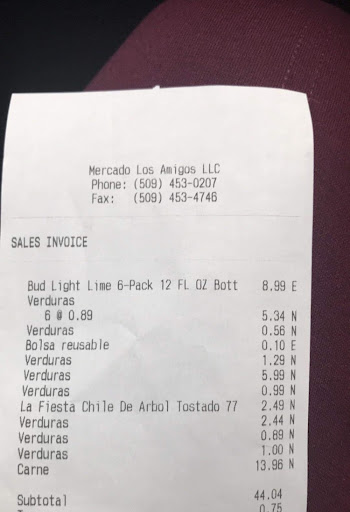 Mercado Los Amigos LLC
Phone: (509) 453-0207
Fax: (509) 453-4746
SALES INVOICE
Bud Light Lime 6-Pack 12 FL OZ Bott 8.99 E
Verduras
6 @ 0.89 5.34 N
Verduras 0.56 N
Bolsa reusable 0.10 E
Verduras 1.29 N
Verduras 5.99 N
Verduras 0.99 N
La Fiesta Chile De Arbol Tostado 77 2.49 N
Verduras 2.44 N
Verduras 0.89 N
Verduras 1.00 N
Carne 13.96 N
Subtotal 44.04
0.75